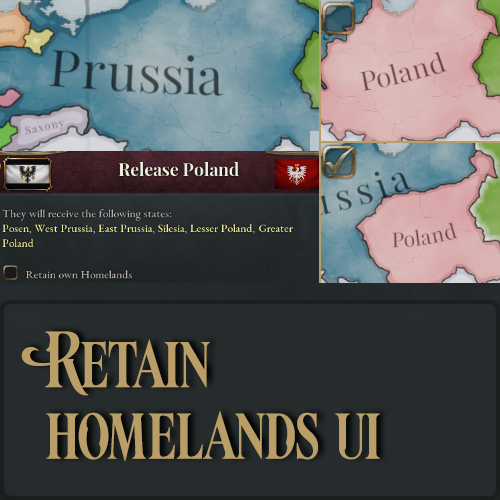 Prussia
Saxony
Release Poland
They will receive the following states:
Posen, West Prussia, East Prussia, Silesia, Lesser Poland, Greater
Poland
Retain own Homelands
Poland
ussia
Poland
RETAIN
HOMELANDS UI